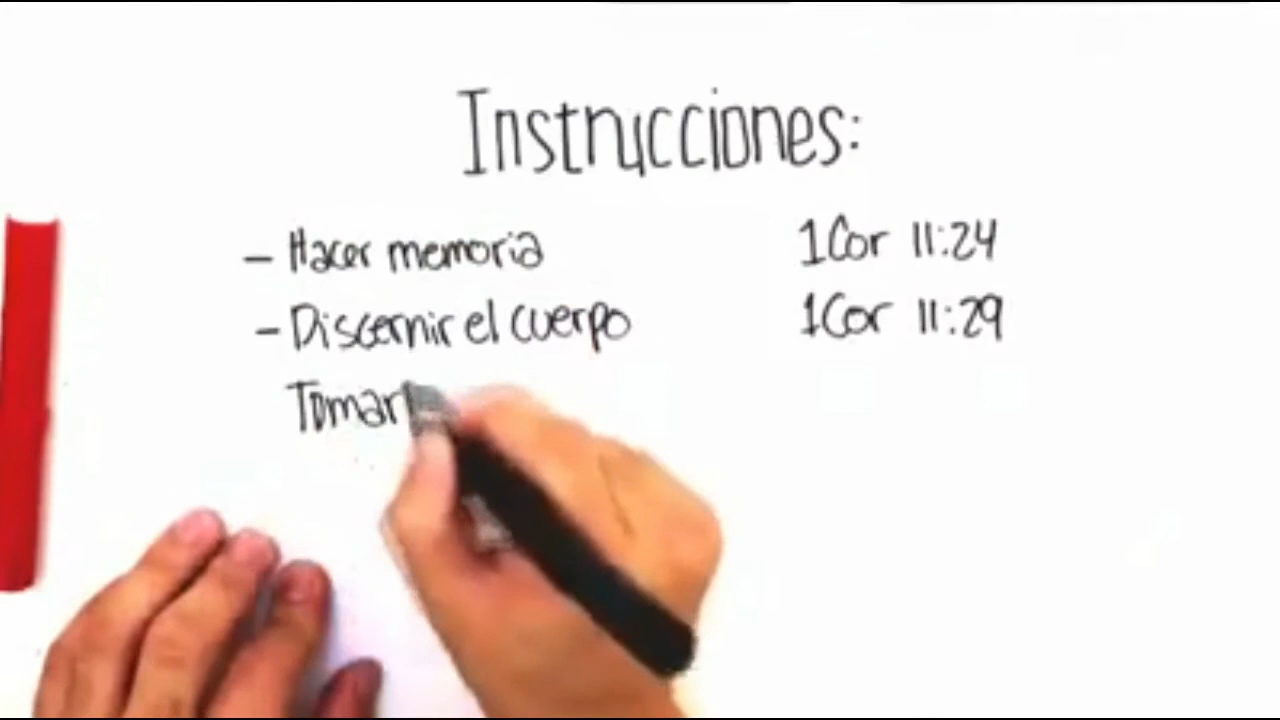 Instrucciones:
- Hacer memoria 1Cor 11:24
- Discernir el cuerpo 1Cor 11:29
Tomar